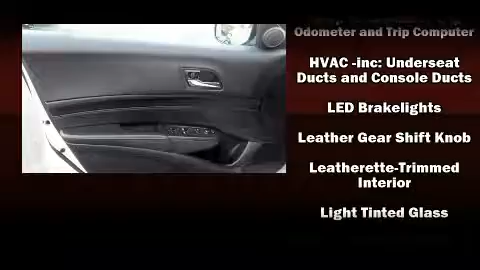 Odometer and Trip Computer
HVAC -inc: Underseat
Ducts and Console Ducts
LED Brakelights
Leather Gear Shift Knob
Leatherette-Trimmed
Interior
Light Tinted Glass